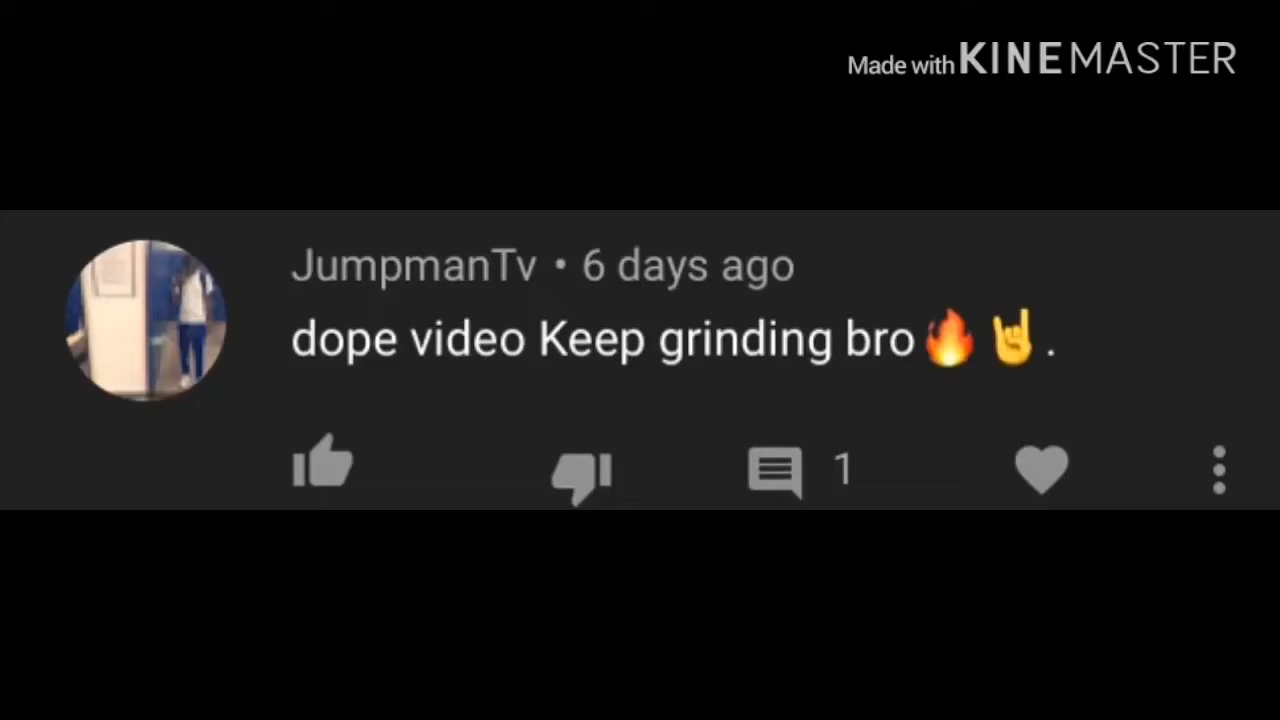 Made with KINEMASTER
JumpmanTv • 6 days ago
dope video Keep grinding bro🔥 🤘 .
1